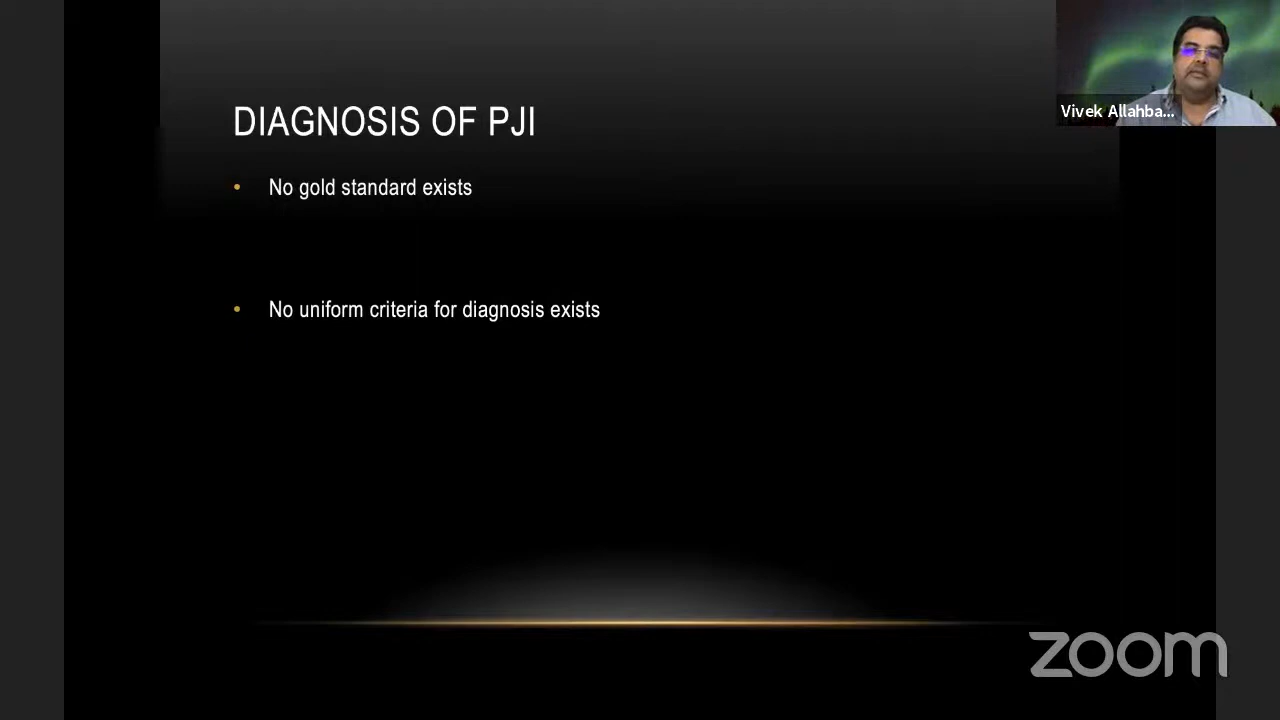 DIAGNOSIS OF PJI
• No gold standard exists
• No uniform criteria for diagnosis exists
Vivek Allahba...
zoom